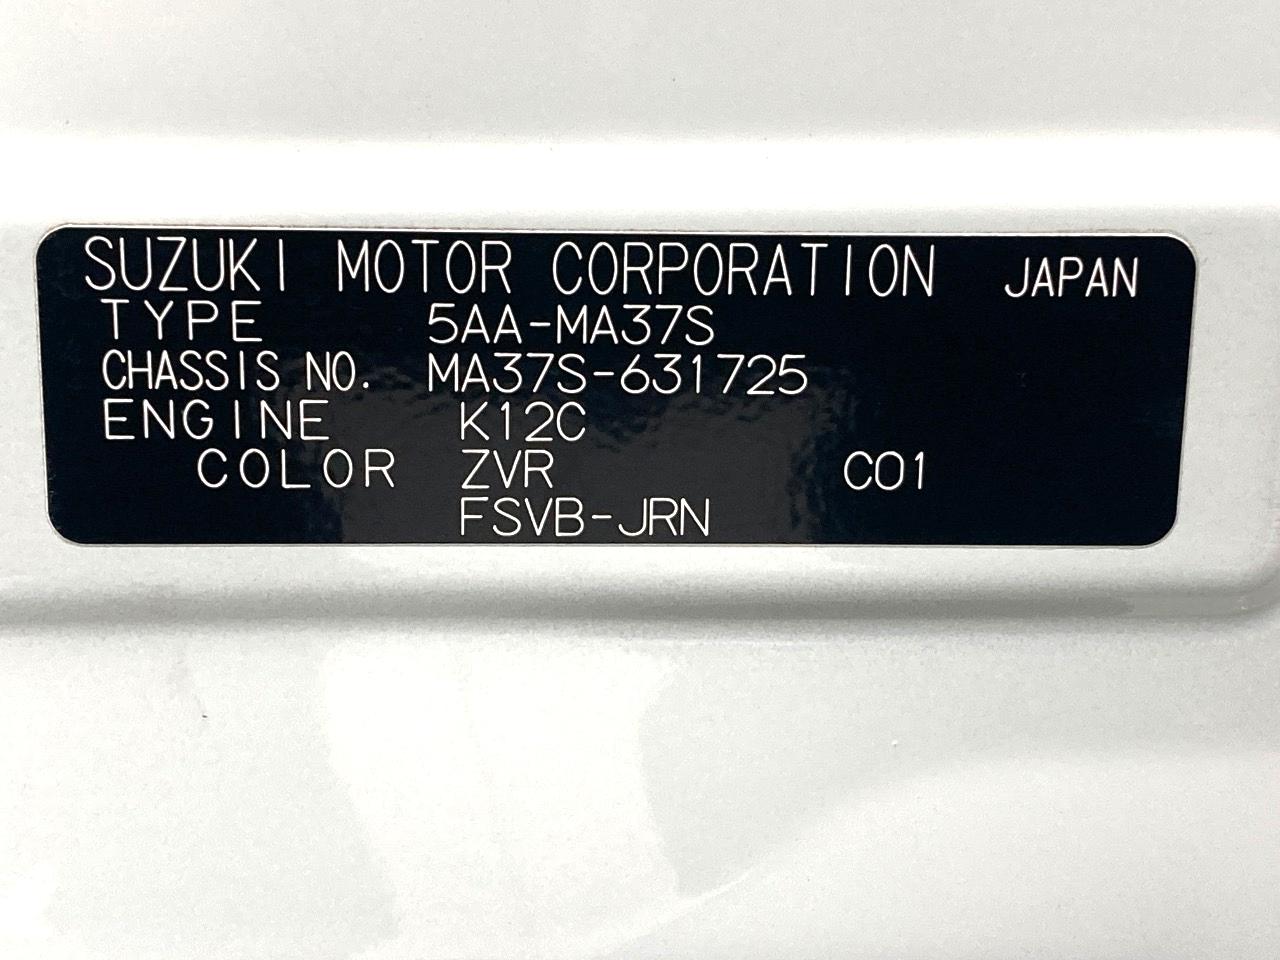 SUZUKI MOTOR CORPORATION JAPAN
TYPE 5AA-MA37S
CHASSIS NO. MA37S-631725
ENGINE K12C
COLOR ZVR C01
FSVB-JRN